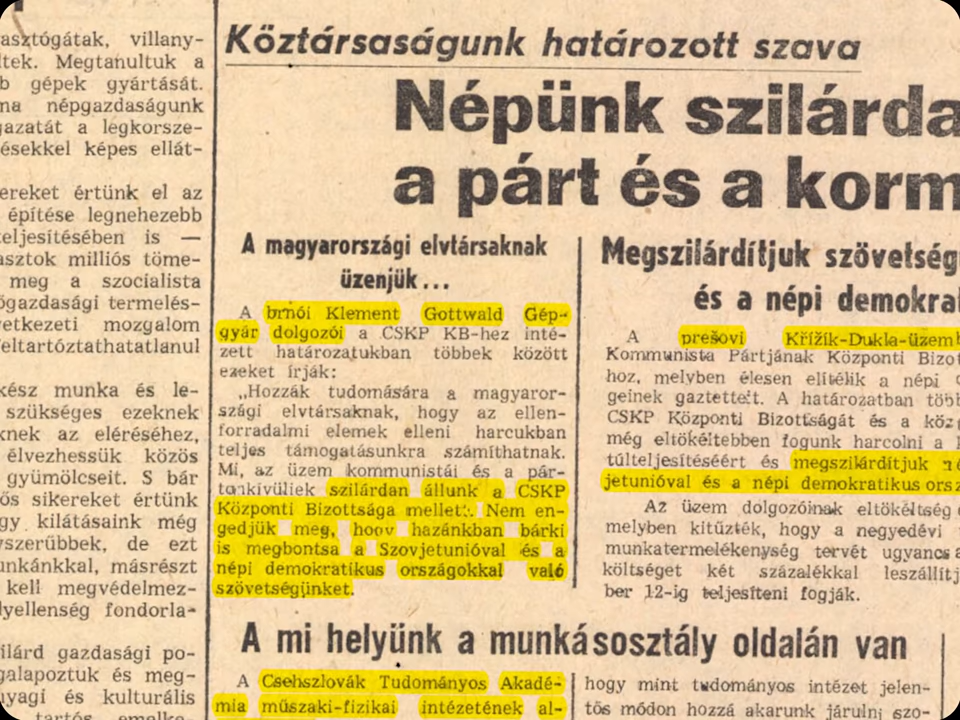 asztógátak, villany-
ltek. Megtanultuk a
b gépek gyártását.
na népgazdaságunk
gazatát a legkorsze-
ésekkel képes ellát-
ereket értünk el az
építése legnehezebb
teljesítésében is —
asztok milliós töme-
meg a szocialista
őgazdasági termelés-
vetkezeti mozgalom
feltartóztathatatlanul
kész munka és le-
szükséges ezeknek
knek az eléréséhez,
élvezhessük közös
gyümölcseit. S bár
ős sikereket értünk
gy kilátásaink még
yszerűbbek, de ezt
unkánkkal, másrészt
kell megvédelmez-
lyellenség fondorla-
ilárd gazdasági po-
galapoztuk és meg-
nyagi és kulturális
tartós emelke-
Köztársaságunk határozott szava
Népünk szilárda
a párt és a korm
A magyarországi elvtársaknak
üzenjük...
A brnói Klement Gottwald Gép-
gyár dolgozói a CSKP KB-hez inté-
zett határozatukban többek között
ezeket írják:
„Hozzák tudomására a magyaror-
szági elvtársaknak, hogy az ellen-
forradalmi elemek elleni harcukban
teljes támogatásunkra számíthatnak.
Mi, az üzem kommunistái és a pár-
tonkívüliek szilárdan állunk a CSKP
Központi Bizottsága mellett. Nem en-
gedjük meg, hogy hazánkban bárki
is megbontsa a Szovjetunióval és a
népi demokratikus országokkal való
szövetségünket.
Megszilárdítjuk szövetség
és a népi demokra
A prešovi Křížik-Dukla-üzem
Kommunista Pártjának Központi Bizot
hoz, melyben élesen elítélik a népi
geinek gaztetteit. A határozatban több
CSKP Központi Bizottságát és a köz
még eltökéltebben fogunk harcolni a
túlteljesítéséért és megszilárdítjuk
jetunióval és a népi demokratikus orsz
Az üzem dolgozóinak eltökéltség
melyben kitűzték, hogy a negyedévi
munkatermelékenység tervét ugyancsa
költséget két százalékkal leszállítj
ber 12-ig teljesíteni fogják.
A mi helyünk a munkásosztály oldalán van
A Csehszlovák Tudományos Akadé-
mia műszaki-fizikai intézetének al-
hogy mint tudományos intézet jelen-
tős módon hozzá akarunk járulni szo-